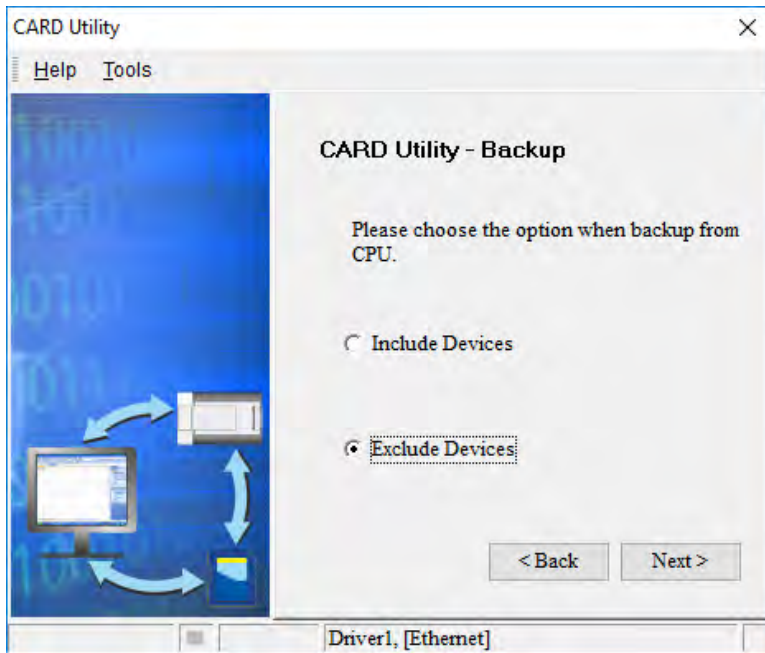 CARD Utility
Help Tools
CARD Utility - Backup
Please choose the option when backup from
CPU.
Include Devices
Exclude Devices
< Back Next >
Driver1, [Ethernet]